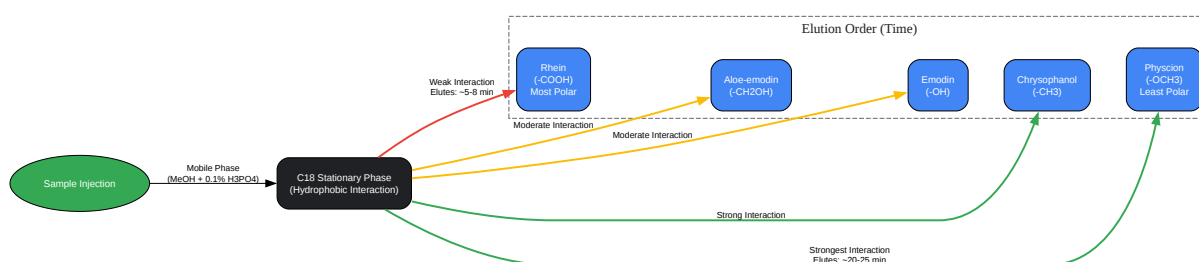 Elution Order (Time)
Rhein
(-COOH)
Most Polar
Aloe-emodin
(-CH2OH)
Emodin
(-OH)
Chrysophanol
(-CH3)
Physcion
(-OCH3)
Least Polar
Weak Interaction
Elutes: ~5-8 min
Moderate Interaction
Moderate Interaction
Sample Injection
Mobile Phase
(MeOH + 0.1% H3PO4)
C18 Stationary Phase
(Hydrophobic Interaction)
Strong Interaction
Strongest Interaction
Elutes: ~20-25 min